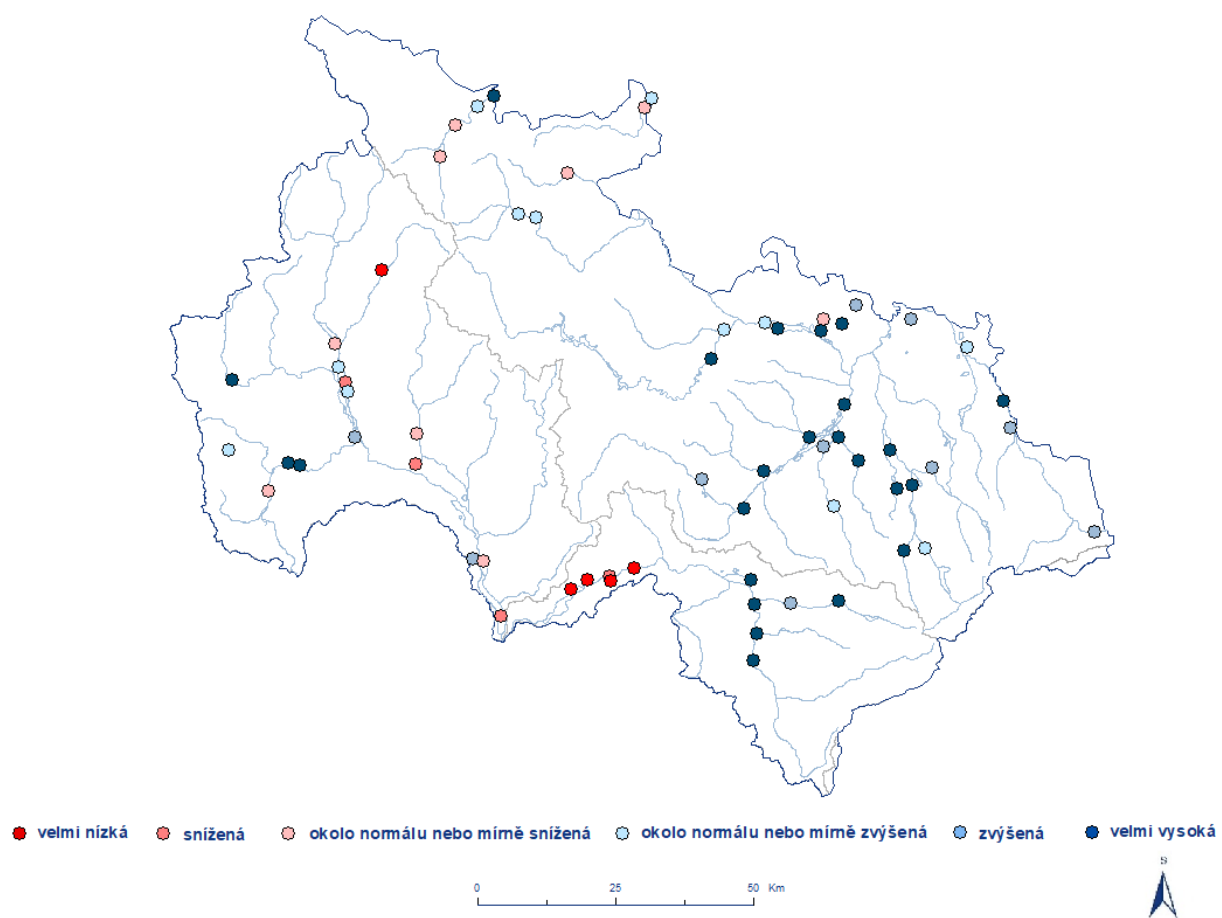 velmi nízká snížená okolo normálu nebo mírně snížená okolo normálu nebo mírně zvýšená zvýšená velmi vysoká
0 25 50 Km
S